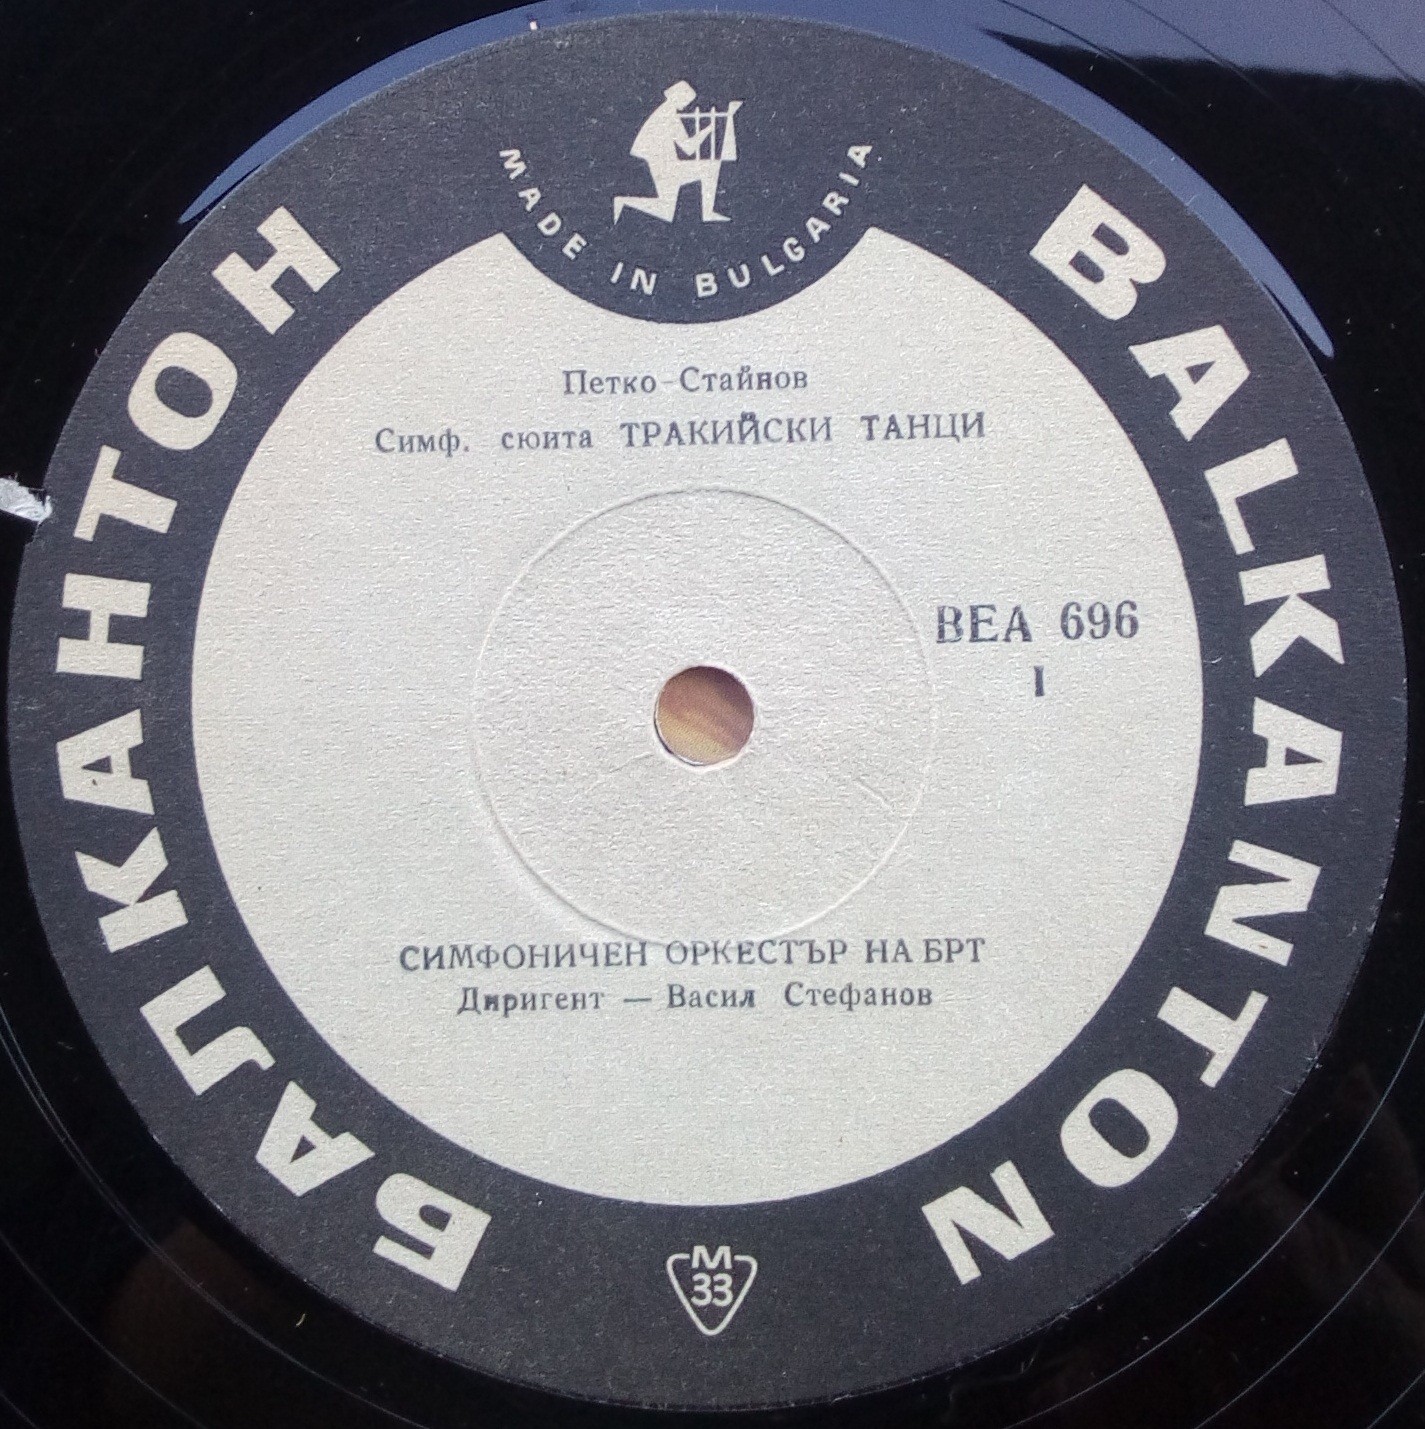 MADE IN BULGARIA
БАЛКАНТОН
BALKANTON
Петко-Стайнов
Симф. сюита ТРАКИЙСКИ ТАНЦИ
ВЕА 696
I
СИМФОНИЧЕН ОРКЕСТЪР НА БРТ
Диригент — Васил Стефанов
M
33